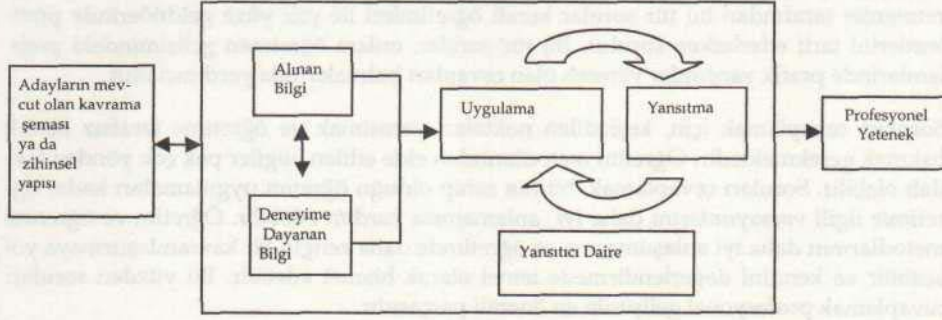 Adayların mev-
cut olan kavrama
şeması
ya da
zihinsel
yapısı
Alınan
Bilgi
Deneyime
Dayanan
Bilgi
Uygulama
Yansıtma
Yansıtıcı Daire
Profesyonel
Yetenek